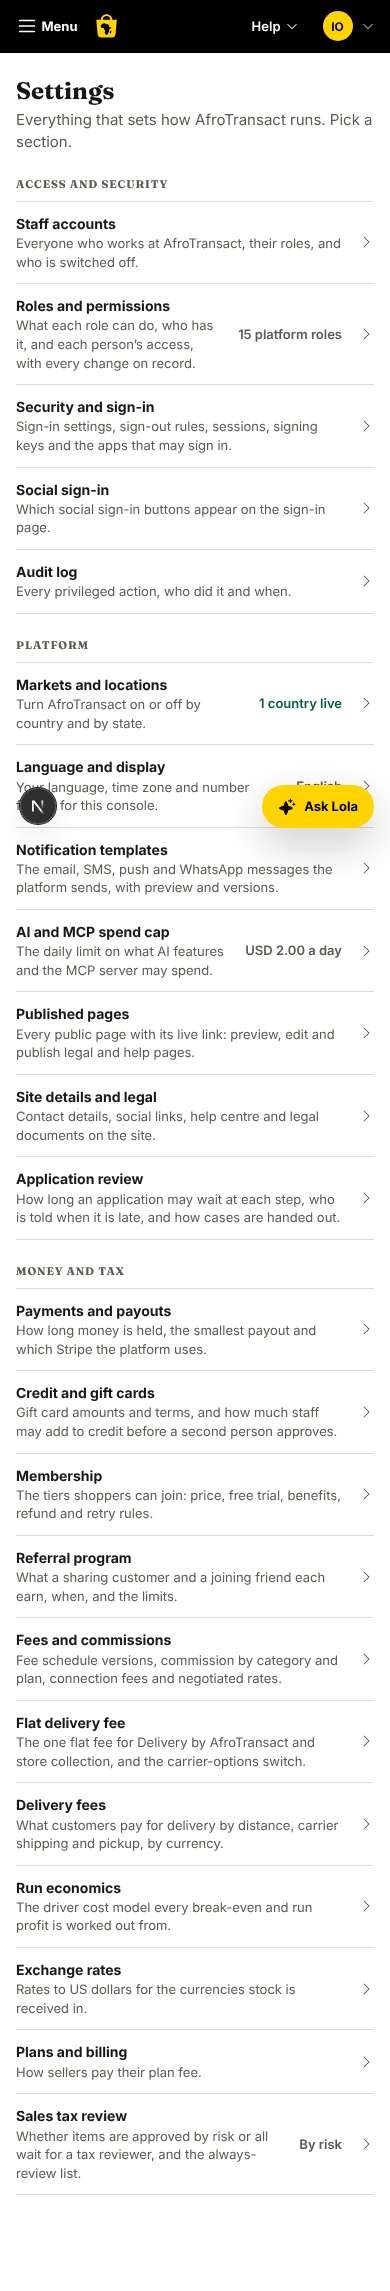 Menu
Help
IO
Settings
Everything that sets how AfroTransact runs. Pick a
section.
ACCESS AND SECURITY
Staff accounts
Everyone who works at AfroTransact, their roles, and
who is switched off.
Roles and permissions
What each role can do, who has
it, and each person’s access,
with every change on record.
15 platform roles
Security and sign-in
Sign-in settings, sign-out rules, sessions, signing
keys and the apps that may sign in.
Social sign-in
Which social sign-in buttons appear on the sign-in
page.
Audit log
Every privileged action, who did it and when.
PLATFORM
Markets and locations
Turn AfroTransact on or off by
country and by state.
1 country live
Language and display
Your language, time zone and number
for this console.
English
N
Ask Lola
Notification templates
The email, SMS, push and WhatsApp messages the
platform sends, with preview and versions.
AI and MCP spend cap
The daily limit on what AI features
and the MCP server may spend.
USD 2.00 a day
Published pages
Every public page with its live link: preview, edit and
publish legal and help pages.
Site details and legal
Contact details, social links, help centre and legal
documents on the site.
Application review
How long an application may wait at each step, who
is told when it is late, and how cases are handed out.
MONEY AND TAX
Payments and payouts
How long money is held, the smallest payout and
which Stripe the platform uses.
Credit and gift cards
Gift card amounts and terms, and how much staff
may add to credit before a second person approves.
Membership
The tiers shoppers can join: price, free trial, benefits,
refund and retry rules.
Referral program
What a sharing customer and a joining friend each
earn, when, and the limits.
Fees and commissions
Fee schedule versions, commission by category and
plan, connection fees and negotiated rates.
Flat delivery fee
The one flat fee for Delivery by AfroTransact and
store collection, and the carrier-options switch.
Delivery fees
What customers pay for delivery by distance, carrier
shipping and pickup, by currency.
Run economics
The driver cost model every break-even and run
profit is worked out from.
Exchange rates
Rates to US dollars for the currencies stock is
received in.
Plans and billing
How sellers pay their plan fee.
Sales tax review
Whether items are approved by risk or all
wait for a tax reviewer, and the always-
review list.
By risk